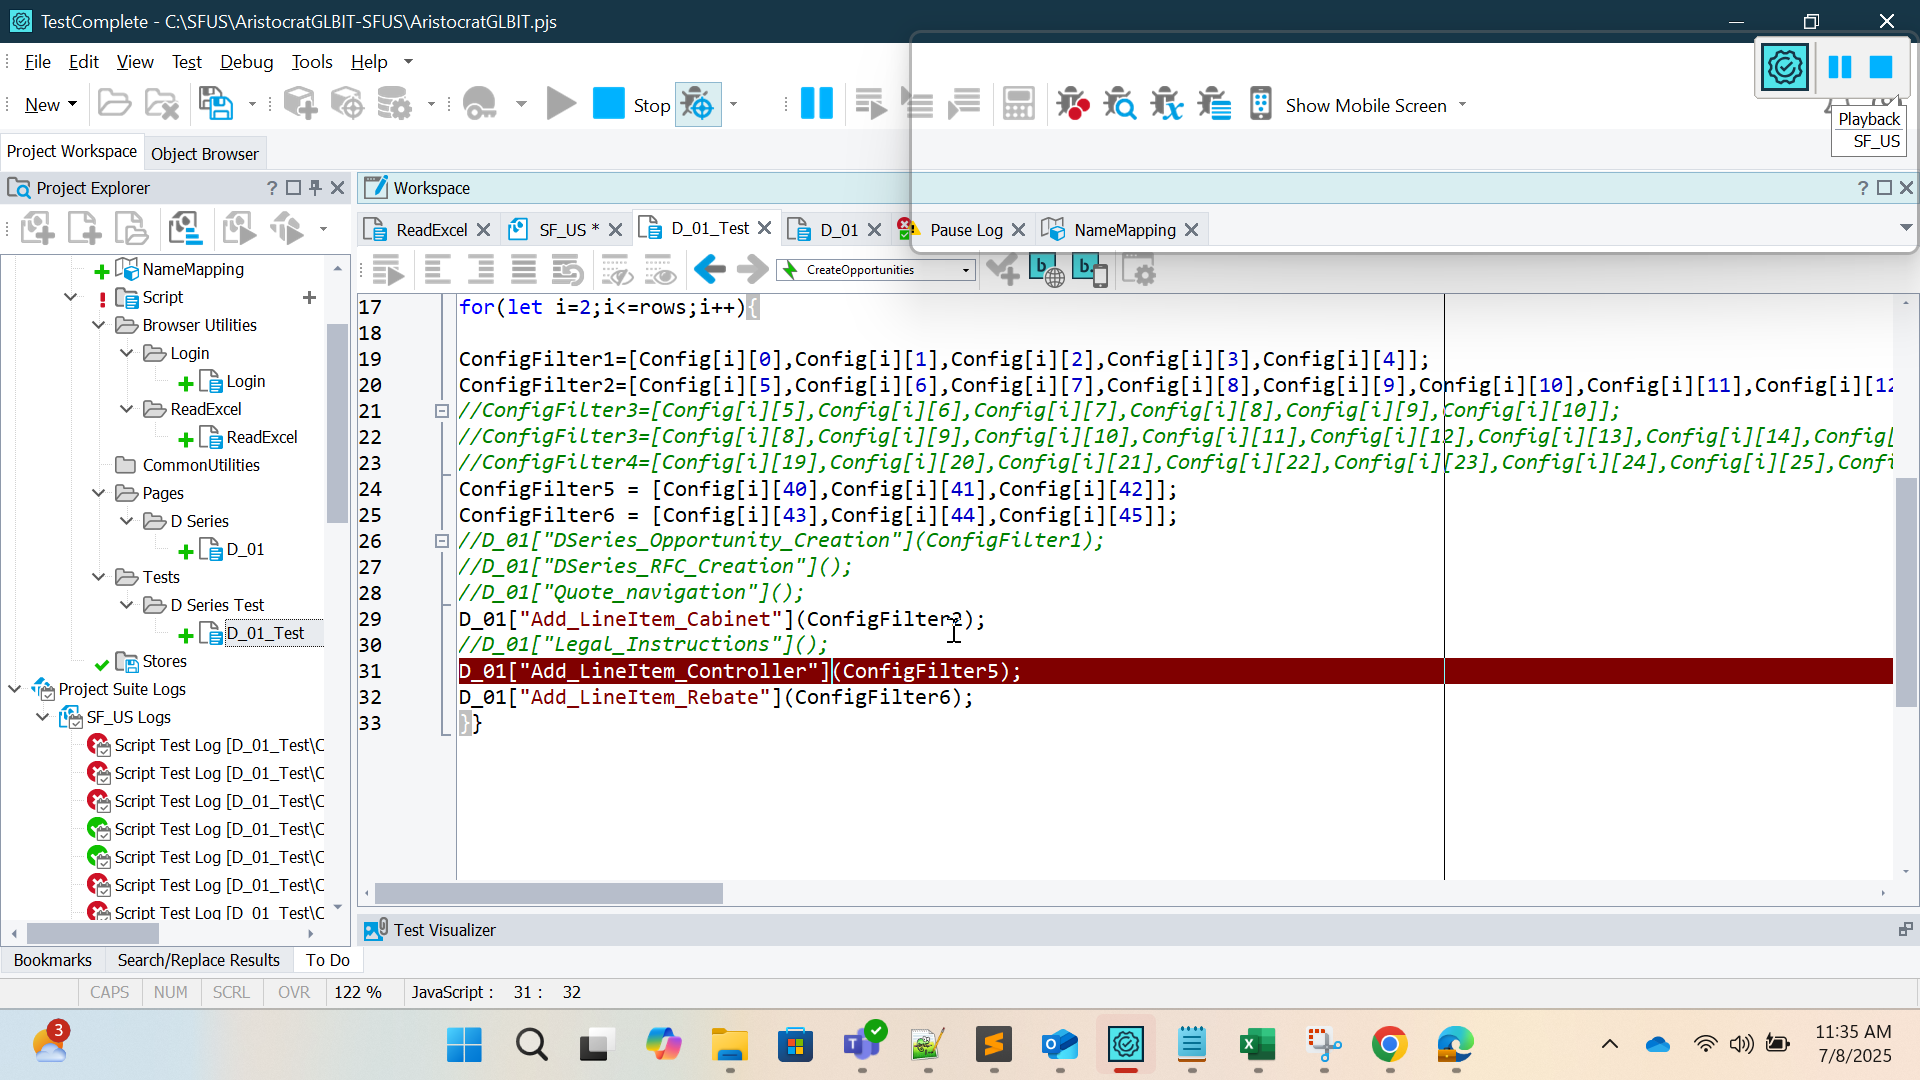 TestComplete - C:\SFUS\AristocratGLBIT-SFUS\AristocratGLBIT.pjs
File Edit View Test Debug Tools Help
New
Stop
Show Mobile Screen
Playback
SF_US
Project Workspace
Object Browser
Project Explorer
?
Workspace
?
ReadExcel
SF_US *
D_01_Test
D_01
Pause Log
NameMapping
CreateOpportunities
NameMapping
Script
Browser Utilities
Login
Login
ReadExcel
ReadExcel
CommonUtilities
Pages
D Series
D_01
Tests
D Series Test
D_01_Test
Stores
Project Suite Logs
SF_US Logs
Script Test Log [D_01_Test\C
Script Test Log [D_01_Test\C
Script Test Log [D_01_Test\C
Script Test Log [D_01_Test\C
Script Test Log [D_01_Test\C
Script Test Log [D_01_Test\C
Script Test Log [D_01_Test\C
17 for(let i=2;i<=rows;i++){
18
19 ConfigFilter1=[Config[i][0],Config[i][1],Config[i][2],Config[i][3],Config[i][4]];
20 ConfigFilter2=[Config[i][5],Config[i][6],Config[i][7],Config[i][8],Config[i][9],Config[i][10],Config[i][11],Config[i][12
21 //ConfigFilter3=[Config[i][5],Config[i][6],Config[i][7],Config[i][8],Config[i][9],Config[i][10]];
22 //ConfigFilter3=[Config[i][8],Config[i][9],Config[i][10],Config[i][11],Config[i][12],Config[i][13],Config[i][14],Config[
23 //ConfigFilter4=[Config[i][19],Config[i][20],Config[i][21],Config[i][22],Config[i][23],Config[i][24],Config[i][25],Confi
24 ConfigFilter5 = [Config[i][40],Config[i][41],Config[i][42]];
25 ConfigFilter6 = [Config[i][43],Config[i][44],Config[i][45]];
26 //D_01["DSeries_Opportunity_Creation"](ConfigFilter1);
27 //D_01["DSeries_RFC_Creation"]();
28 //D_01["Quote_navigation"]();
29 D_01["Add_LineItem_Cabinet"](ConfigFilter2);
30 //D_01["Legal_Instructions"]();
31 D_01["Add_LineItem_Controller"](ConfigFilter5);
32 D_01["Add_LineItem_Rebate"](ConfigFilter6);
33 }}
Test Visualizer
Bookmarks
Search/Replace Results
To Do
CAPS NUM SCRL OVR 122 % JavaScript : 31 : 32
3
11:35 AM
7/8/2025